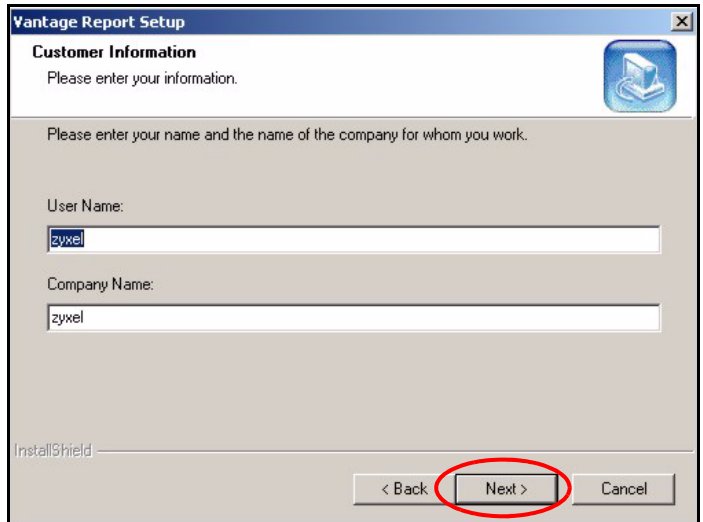 Vantage Report Setup
Customer Information
Please enter your information.
Please enter your name and the name of the company for whom you work.
User Name:
zyxel
Company Name:
zyxel
InstallShield
< Back Next > Cancel